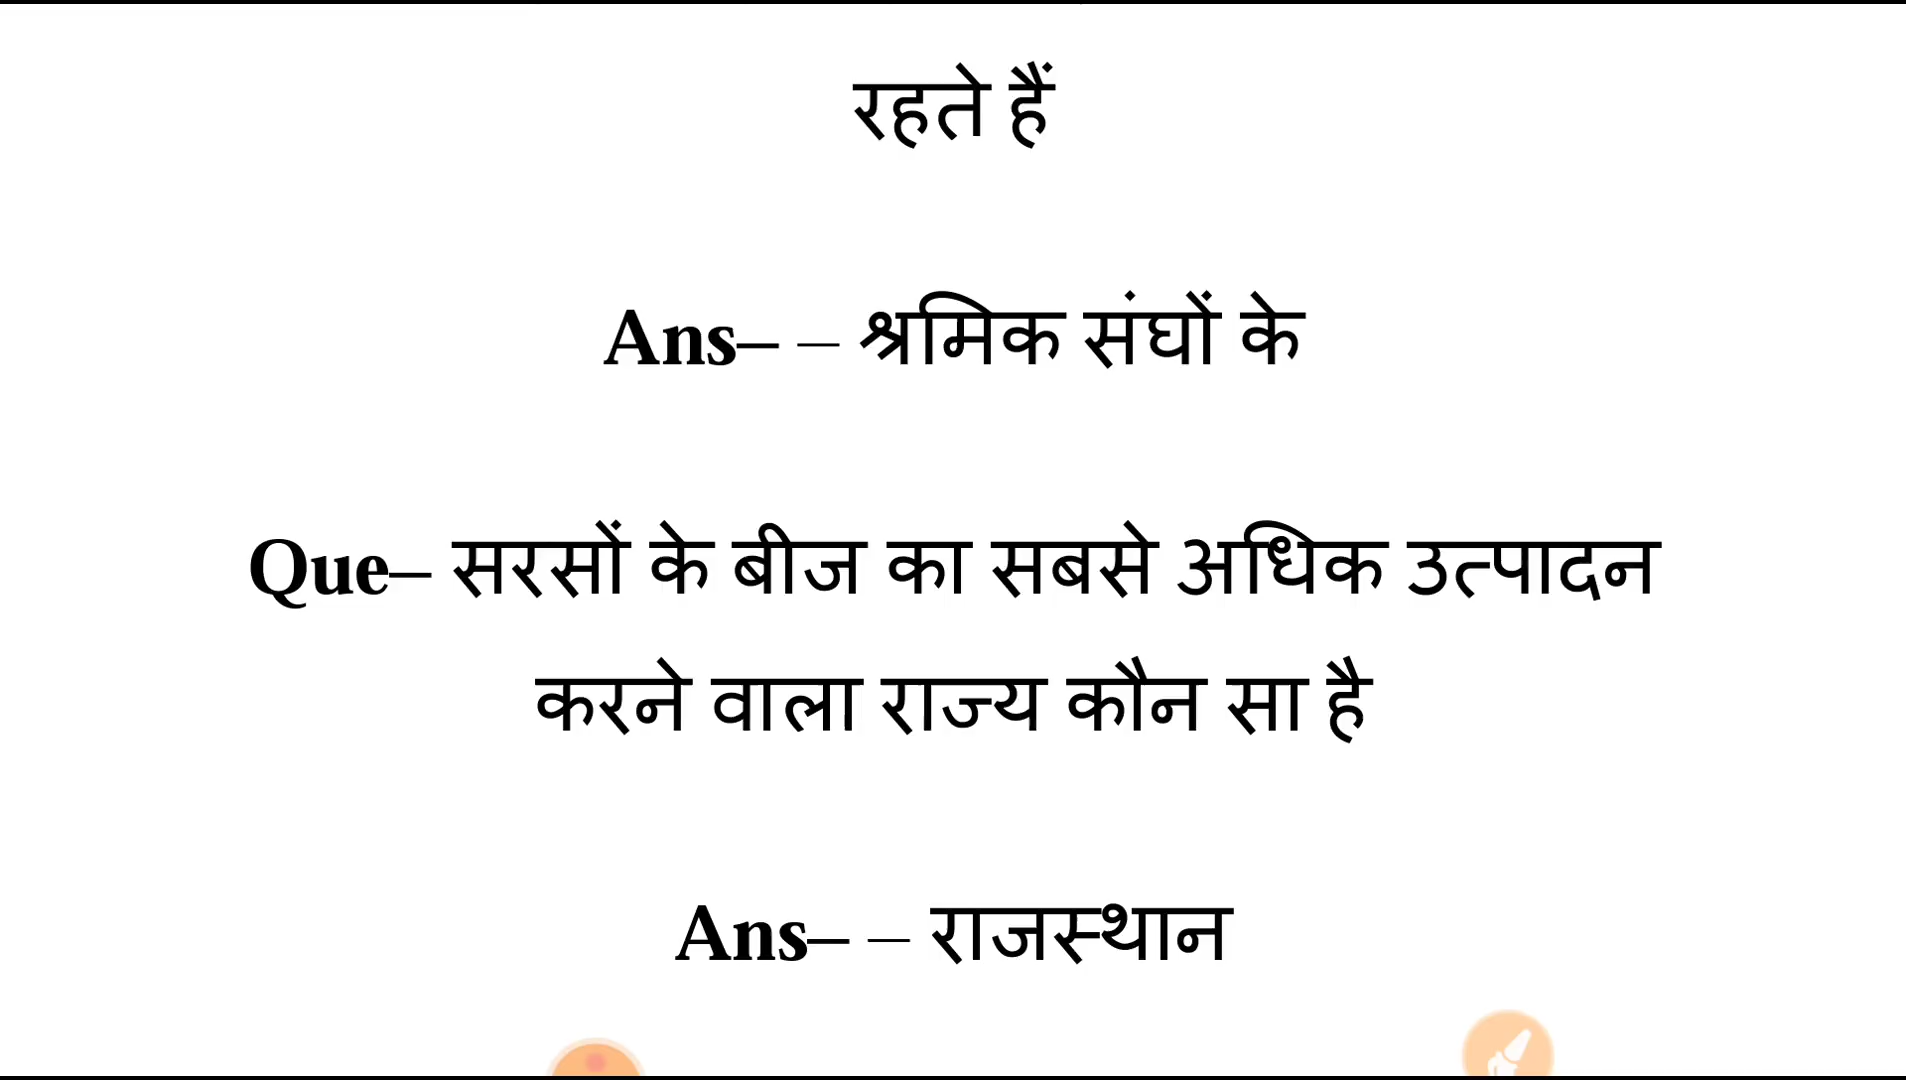 रहते हैं
Ans– – श्रमिक संघों के
Que– सरसों के बीज का सबसे अधिक उत्पादन
करने वाला राज्य कौन सा है
Ans– – राजस्थान